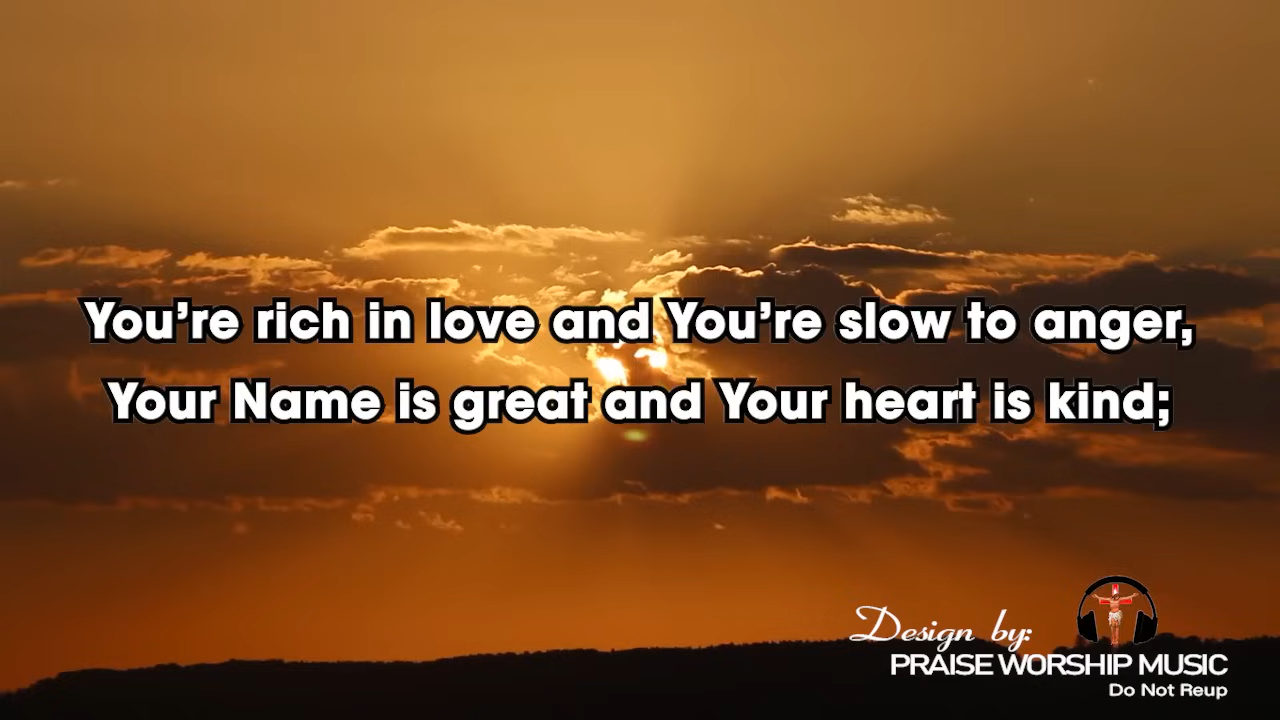 You’re rich in love and You’re slow to anger,
Your Name is great and Your heart is kind;
Design by:
PRAISE WORSHIP MUSIC
Do Not Reup